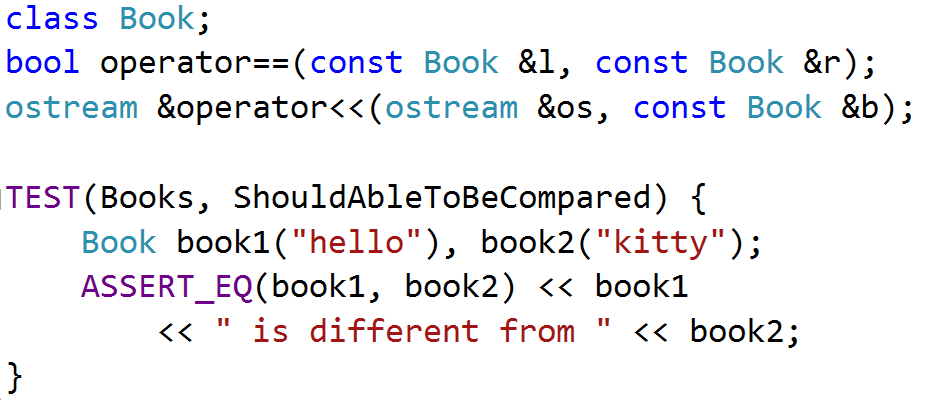 class Book;
bool operator==(const Book &l, const Book &r);
ostream &operator<<(ostream &os, const Book &b);
TEST(Books, ShouldAbleToBeCompared) {
Book book1("hello"), book2("kitty");
ASSERT_EQ(book1, book2) << book1
<< " is different from " << book2;
}